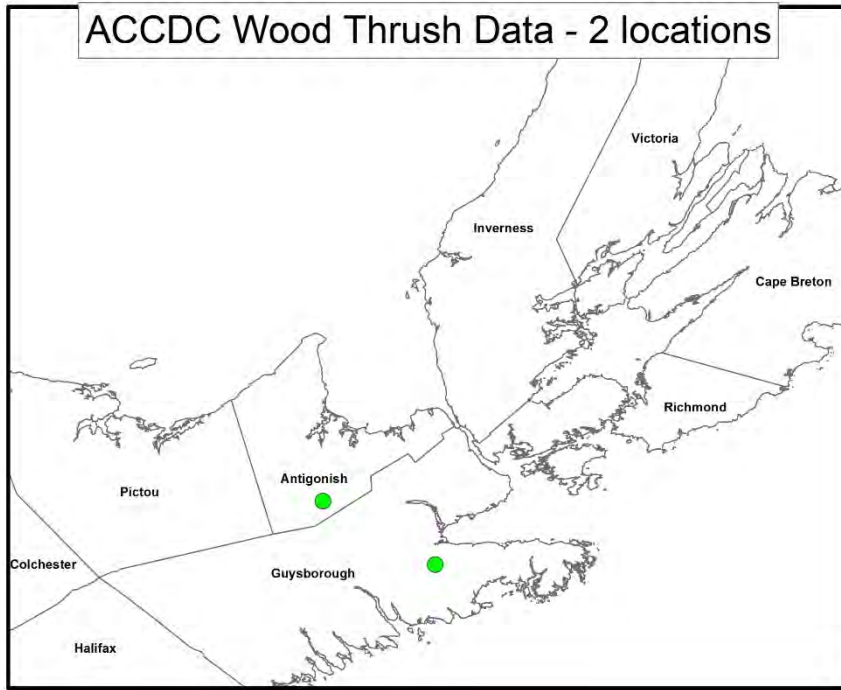 ACCDC Wood Thrush Data - 2 locations
Victoria
Inverness
Cape Breton
Richmond
Antigonish
Pictou
Colchester
Guysborough
Halifax